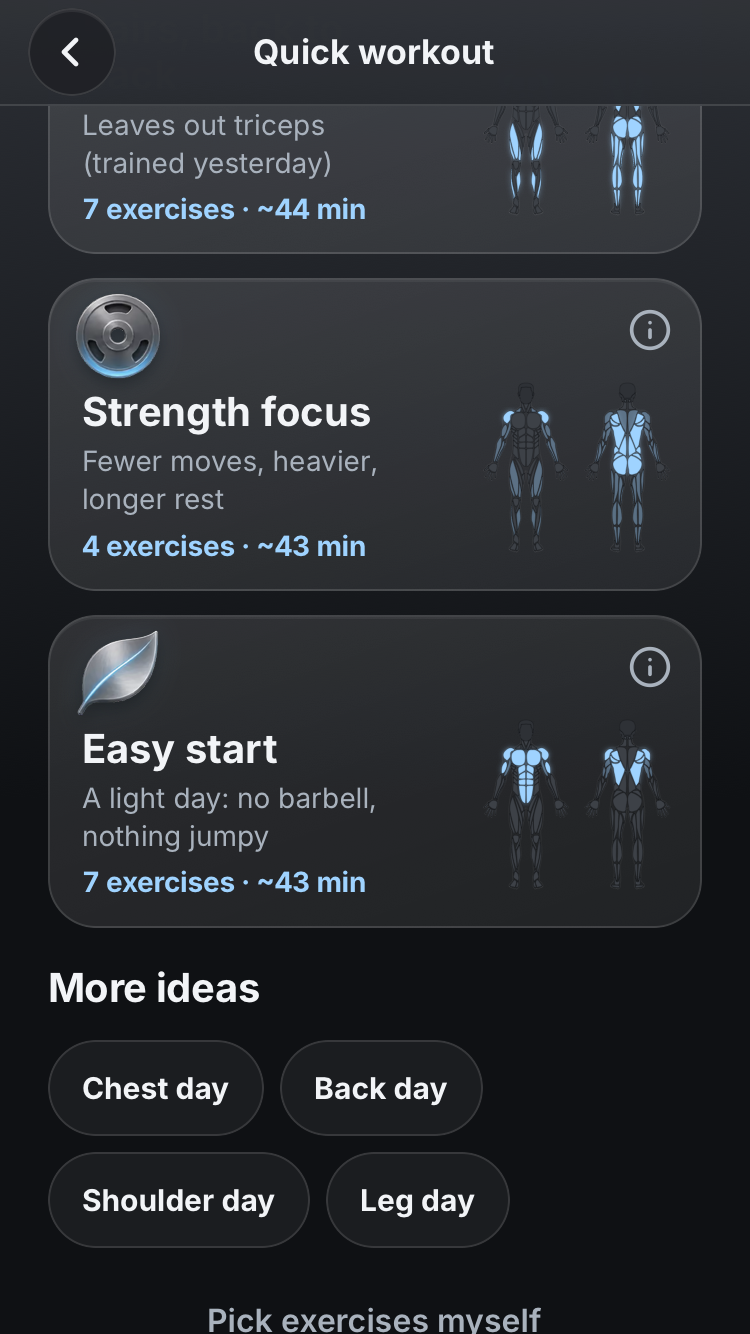 Quick workout
Leaves out triceps
(trained yesterday)
7 exercises · ~44 min
Strength focus
Fewer moves, heavier,
longer rest
4 exercises · ~43 min
Easy start
A light day: no barbell,
nothing jumpy
7 exercises · ~43 min
More ideas
Chest day
Back day
Shoulder day
Leg day
Pick exercises myself